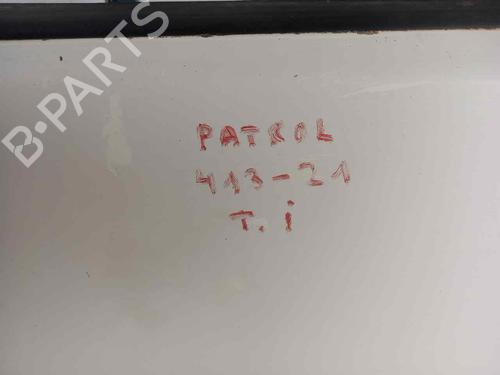 B-PARTS
PATROL
413-21
T.i